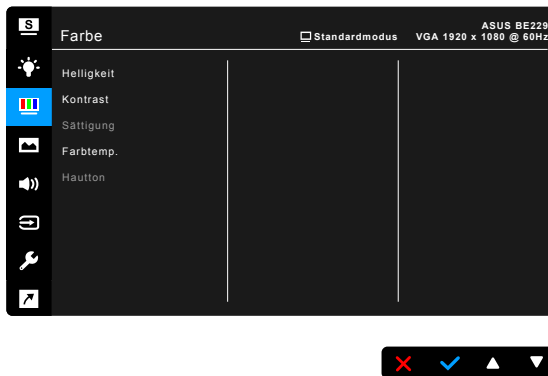 S
Farbe
Standardmodus
ASUS BE229
VGA 1920 x 1080 @ 60Hz
Helligkeit
Kontrast
Sättigung
Farbtemp.
Hautton